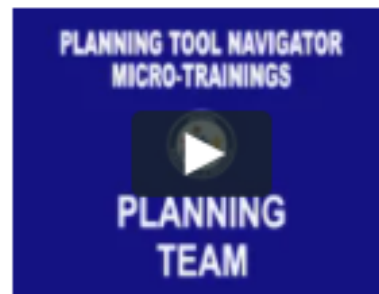 PLANNING TOOL NAVIGATOR
MICRO-TRAININGS
PLANNING
TEAM